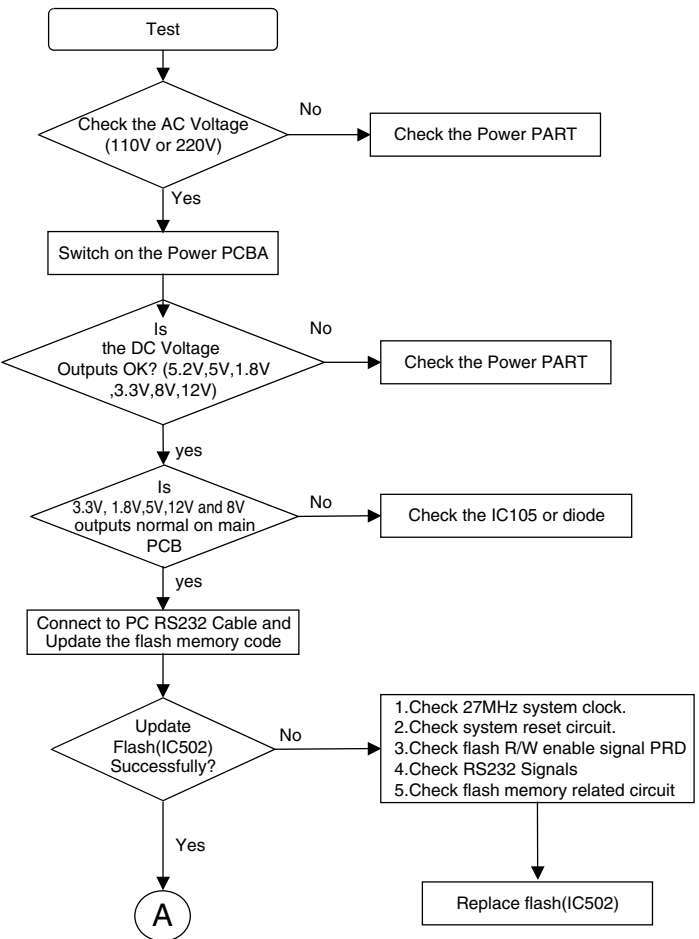 Test
Check the AC Voltage
(110V or 220V)
No
Check the Power PART
Yes
Switch on the Power PCBA
Is
the DC Voltage
Outputs OK? (5.2V,5V,1.8V
,3.3V,8V,12V)
No
Check the Power PART
yes
Is
3.3V, 1.8V,5V,12V and 8V
outputs normal on main
PCB
No
Check the IC105 or diode
yes
Connect to PC RS232 Cable and
Update the flash memory code
Update
Flash(IC502)
Successfully?
No
1.Check 27MHz system clock.
2.Check system reset circuit.
3.Check flash R/W enable signal PRD
4.Check RS232 Signals
5.Check flash memory related circuit
Yes
Replace flash(IC502)
A